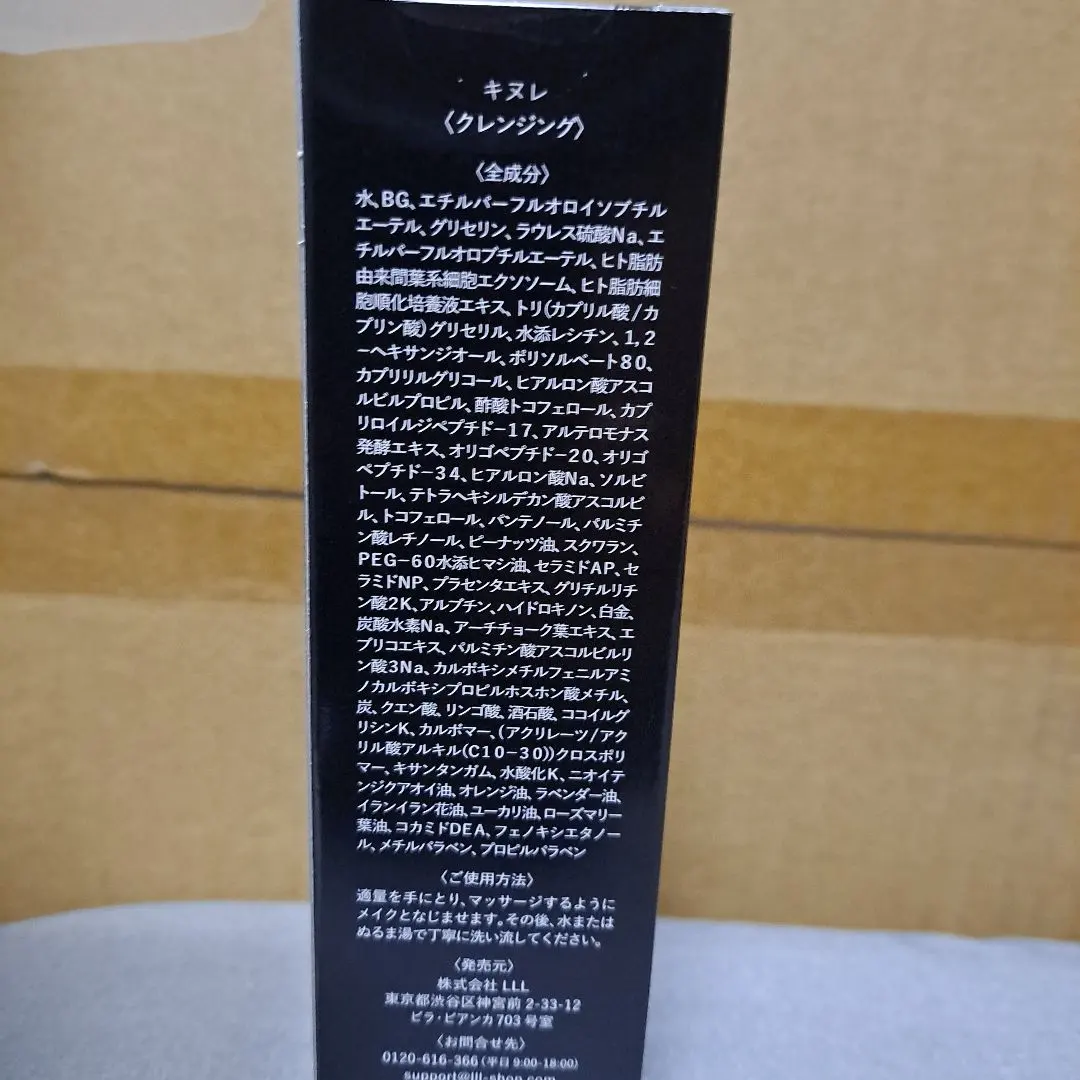 キヌレ
〈クレンジング〉
〈全成分〉
水、BG、エチルパーフルオロイソブチル
エーテル、グリセリン、ラウレス硫酸Na、エ
チルパーフルオロブチルエーテル、ヒト脂肪
由来間葉系細胞エクソソーム、ヒト脂肪細
胞順化培養液エキス、トリ(カプリル酸/カ
プリン酸)グリセリル、水添レシチン、1,2
-ヘキサンジオール、ポリソルベート80、
カプリリルグリコール、ヒアルロン酸アスコ
ルビルプロピル、酢酸トコフェロール、カプ
リロイルジペプチド-17、アルテロモナス
発酵エキス、オリゴペプチド-20、オリゴ
ペプチド-34、ヒアルロン酸Na、ソルビ
トール、テトラヘキシルデカン酸アスコルビ
ル、トコフェロール、パンテノール、パルミチ
ン酸レチノール、ピーナッツ油、スクワラン、
PEG-60水添ヒマシ油、セラミドAP、セ
ラミドNP、プラセンタエキス、グリチルリチ
ン酸2K、アルブチン、ハイドロキノン、白金、
炭酸水素Na、アーチチョーク葉エキス、エ
プリコエキス、パルミチン酸アスコルビルリ
ン酸3Na、カルボキシメチルフェニルアミ
ノカルボキシプロピルホスホン酸メチル、
炭、クエン酸、リンゴ酸、酒石酸、ココイルグ
リシンK、カルボマー、(アクリレーツ/アク
リル酸アルキル(C10-30))クロスポリ
マー、キサンタンガム、水酸化K、ニオイテ
ンジクアオイ油、オレンジ油、ラベンダー油、
イランイラン花油、ユーカリ油、ローズマリー
葉油、コカミドDEA、フェノキシエタノー
ル、メチルパラベン、プロピルパラベン
〈ご使用方法〉
適量を手にとり、マッサージするように
メイクとなじませます。その後、水または
ぬるま湯で丁寧に洗い流してください。
〈発売元〉
株式会社 LLL
東京都渋谷区神宮前 2-33-12
ビラ・ビアンカ 703 号室
〈お問合せ先〉
0120-616-366 (平日 9:00-18:00)
support@lll-shop.com